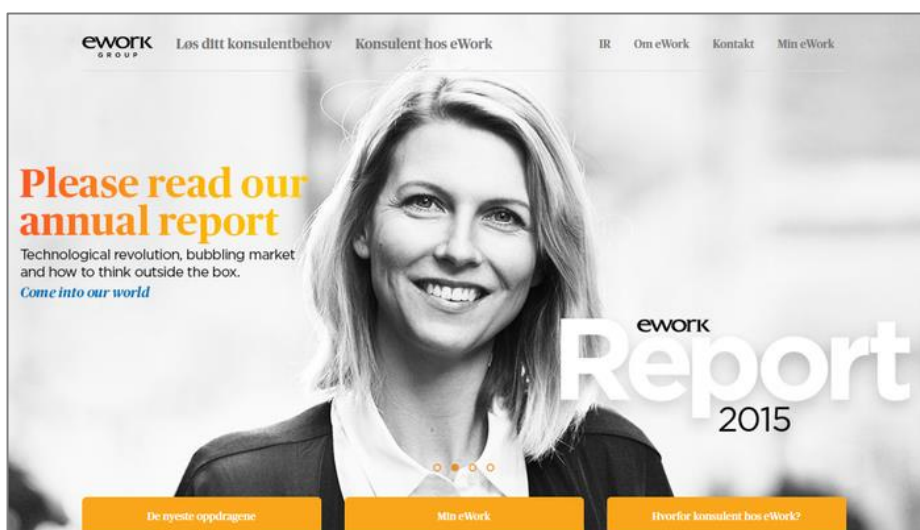 ework
GROUP
Løs ditt konsulentbehov
Konsulent hos eWork
IR
Om eWork
Kontakt
Min eWork
Please read our
annual report
Technological revolution, bubbling market
and how to think outside the box.
Come into our world
ework
Report
2015
De nyeste oppdragene
Min eWork
Hvorfor konsulent hos eWork?